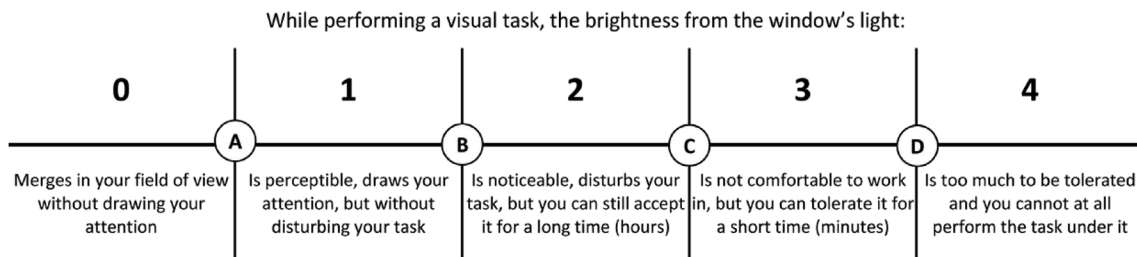 While performing a visual task, the brightness from the window's light:
0 1 2 3 4
A B C D
Merges in your field of view
without drawing your
attention
Is perceptible, draws your
attention, but without
disturbing your task
Is noticeable, disturbs your
task, but you can still accept
it for a long time (hours)
Is not comfortable to work
in, but you can tolerate it for
a short time (minutes)
Is too much to be tolerated
and you cannot at all
perform the task under it